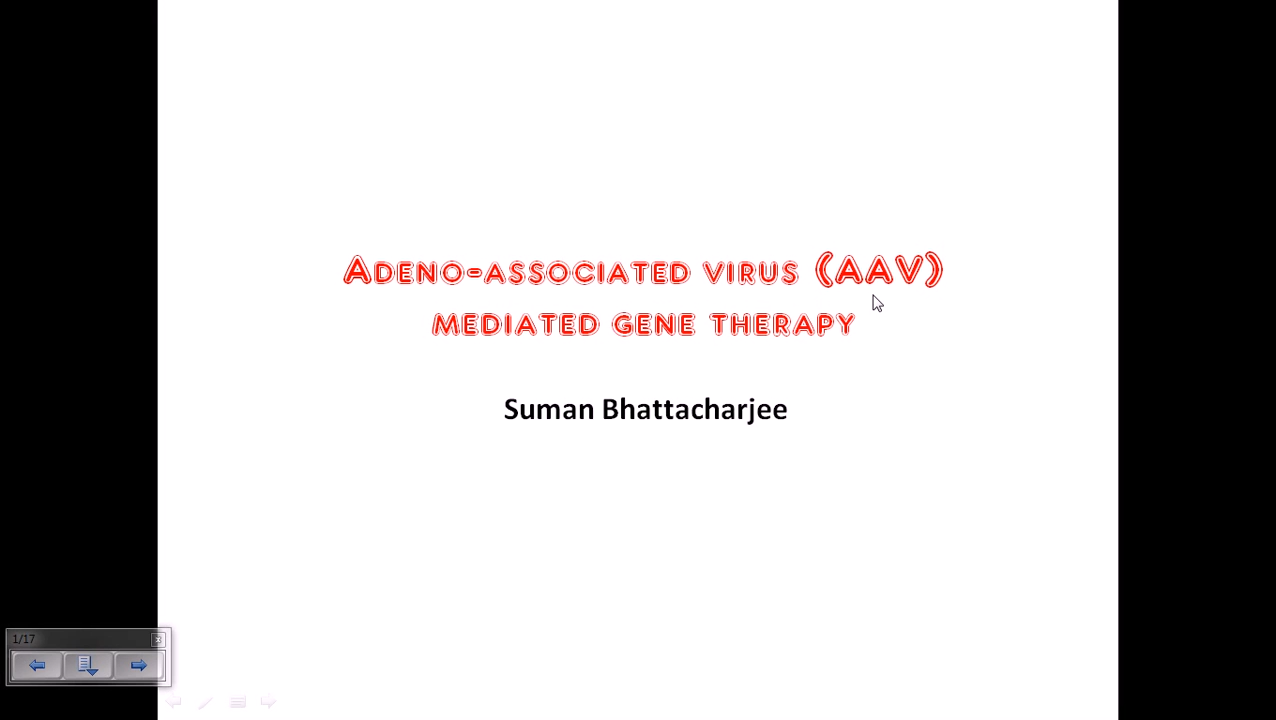 Adeno-associated virus (AAV)
mediated gene therapy
Suman Bhattacharjee
1/17